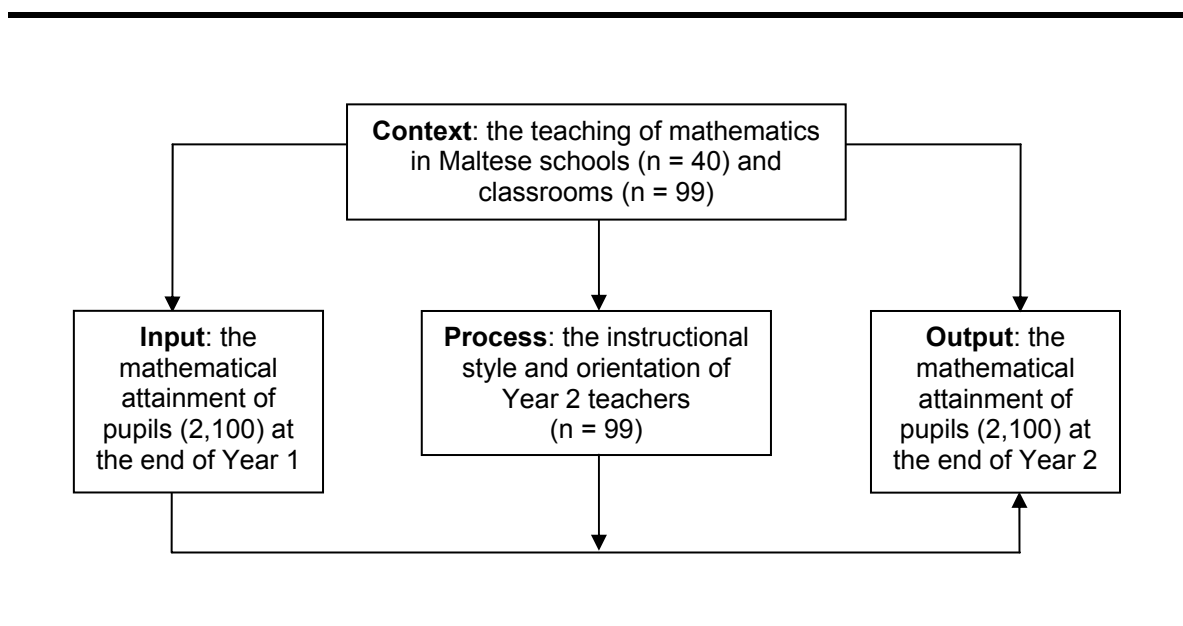 Context: the teaching of mathematics
in Maltese schools (n = 40) and
classrooms (n = 99)
Input: the
mathematical
attainment of
pupils (2,100) at
the end of Year 1
Process: the instructional
style and orientation of
Year 2 teachers
(n = 99)
Output: the
mathematical
attainment of
pupils (2,100) at
the end of Year 2